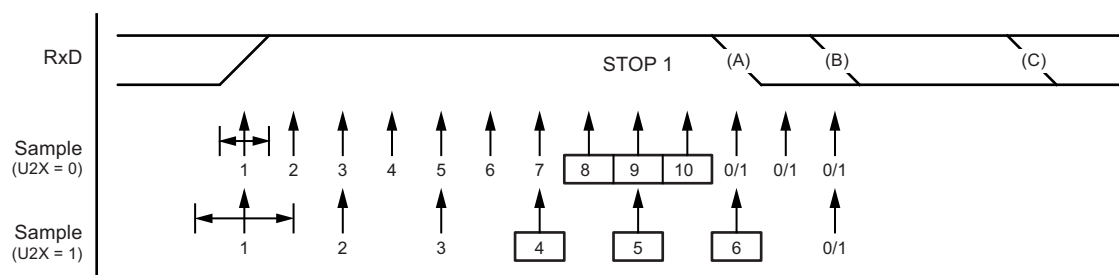 RxD
STOP 1
(A)
(B)
(C)
Sample
(U2X = 0)
1 2 3 4 5 6 7 8 9 10 0/1 0/1 0/1
Sample
(U2X = 1)
1 2 3 4 5 6 0/1